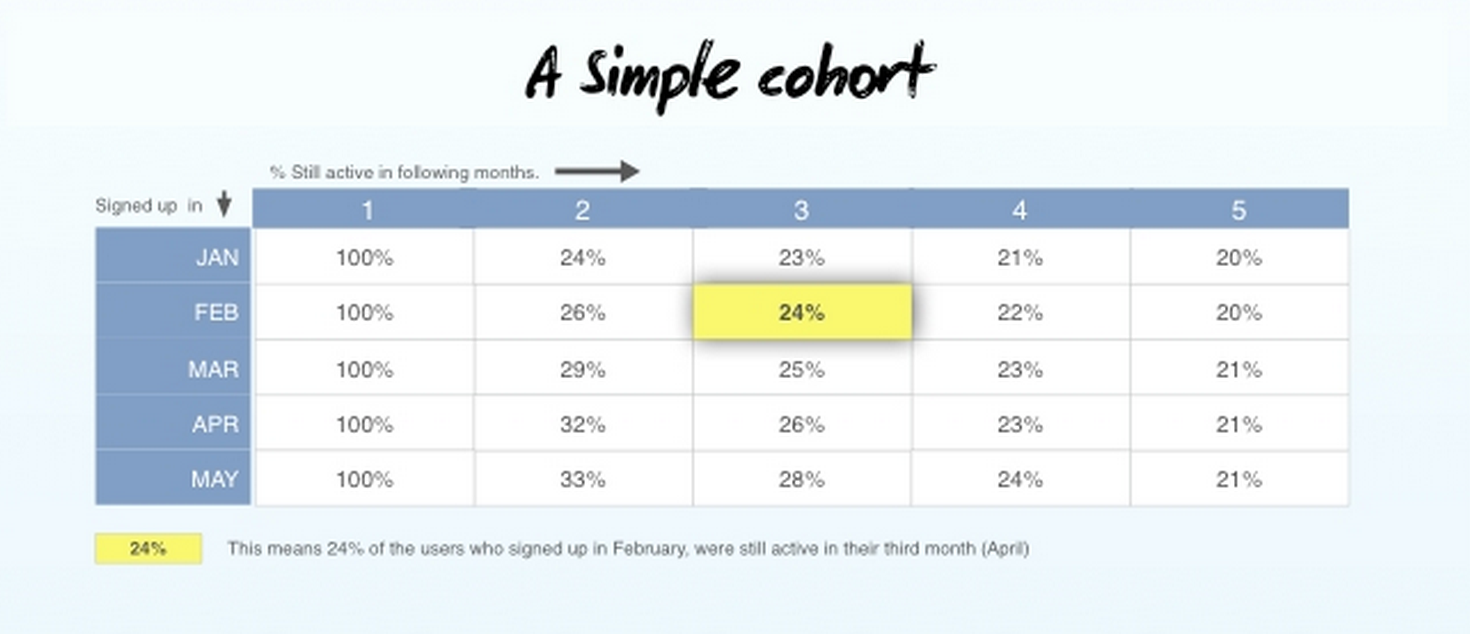 A Simple cohort
% Still active in following months.
Signed up in
1 2 3 4 5
JAN 100% 24% 23% 21% 20%
FEB 100% 26% 24% 22% 20%
MAR 100% 29% 25% 23% 21%
APR 100% 32% 26% 23% 21%
MAY 100% 33% 28% 24% 21%
24% This means 24% of the users who signed up in February, were still active in their third month (April)